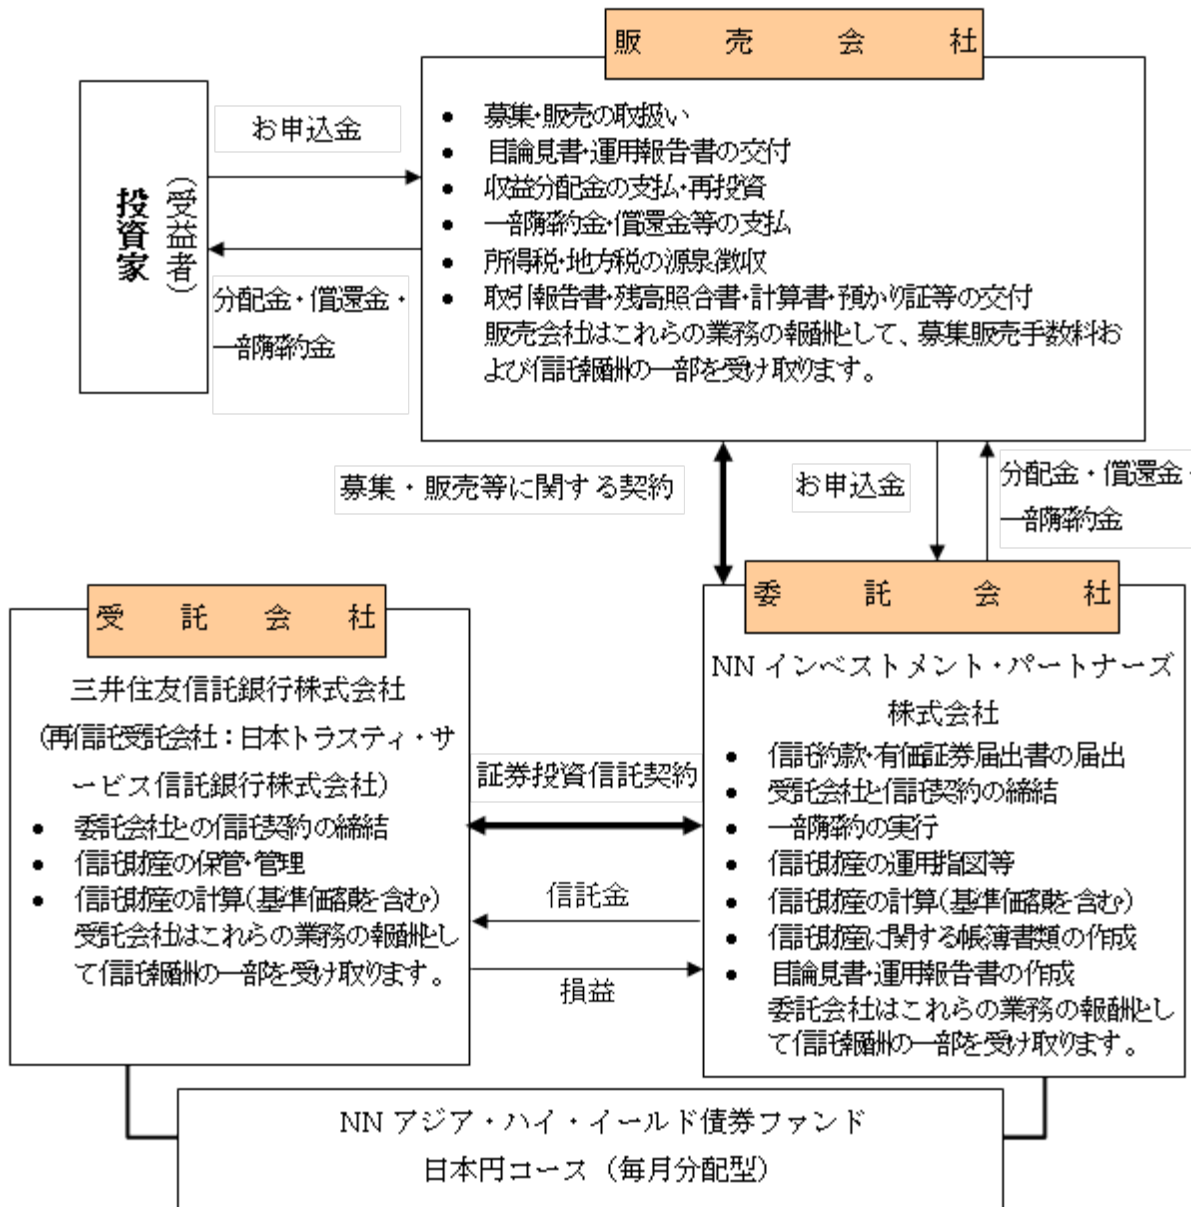 販売会社
投資家
(受益者)
お申込金
分配金・償還金・
一部解約金
● 募集・販売の取扱い
● 目論見書・運用報告書の交付
● 収益分配金の支払・再投資
● 一部解約金・償還金等の支払
● 所得税・地方税の源泉徴収
● 取引報告書・残高照合書・計算書・預かり証等の交付
販売会社はこれらの業務の報酬として、募集販売手数料お
よび信託報酬の一部を受け取ります。
募集・販売等に関する契約
お申込金
分配金・償還金・
一部解約金
受託会社
三井住友信託銀行株式会社
(再信託受託会社：日本トラスティ・サ
ービス信託銀行株式会社)
● 委託会社との信託契約の締結
● 信託財産の保管・管理
● 信託財産の計算(基準価額を含む)
受託会社はこれらの業務の報酬とし
て信託報酬の一部を受け取ります。
証券投資信託契約
信託金
損益
委託会社
NN インベストメント・パートナーズ
株式会社
● 信託約款・有価証券届出書の届出
● 受託会社と信託契約の締結
● 一部解約の実行
● 信託財産の運用指図等
● 信託財産の計算(基準価額を含む)
● 信託財産に関する帳簿書類の作成
● 目論見書・運用報告書の作成
委託会社はこれらの業務の報酬とし
て信託報酬の一部を受け取ります。
NN アジア・ハイ・イールド債券ファンド
日本円コース（毎月分配型）